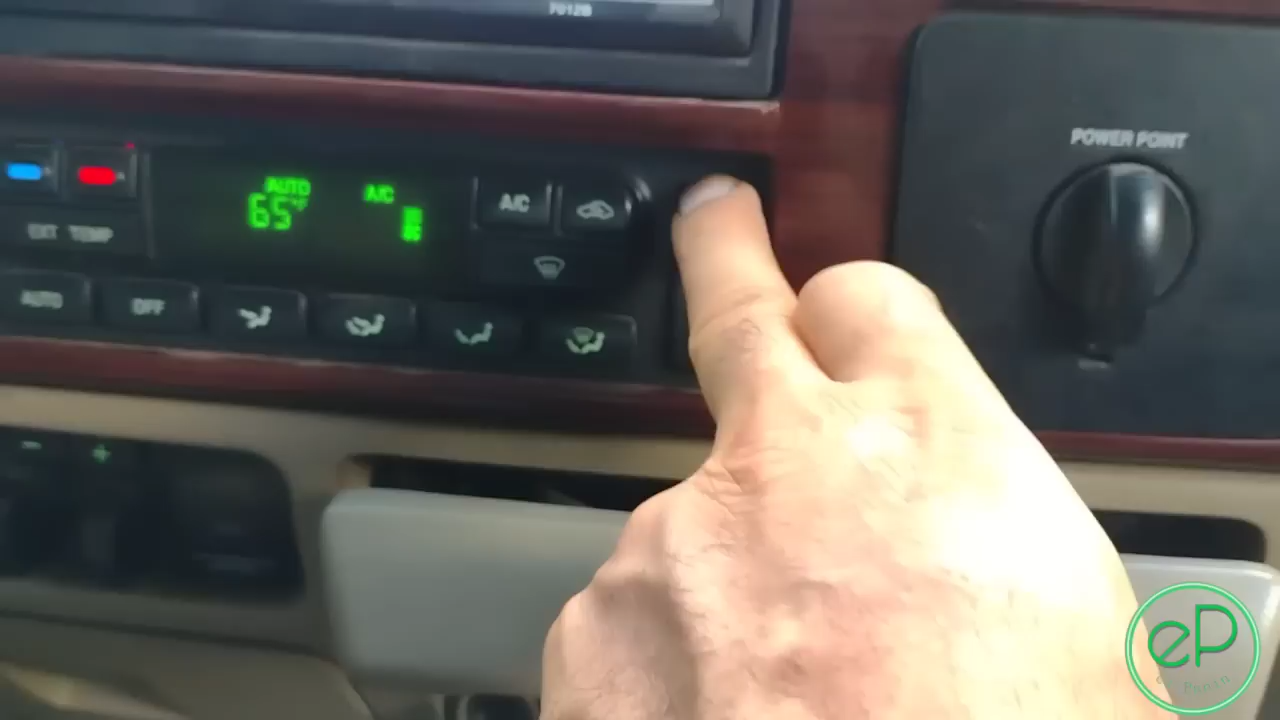 POWER POINT
AUTO A/C
65°F
A/C
EXT TEMP
AUTO OFF
- +
eP